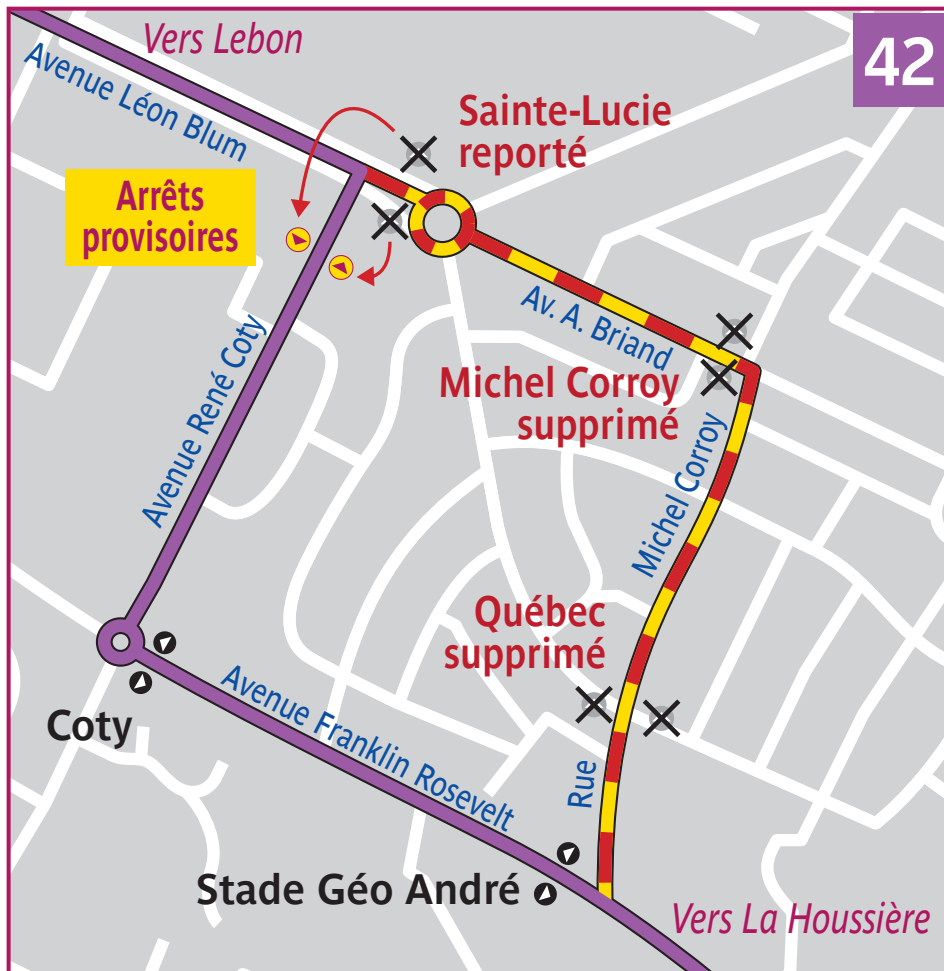 Vers Lebon
42
Avenue Léon Blum
Sainte-Lucie
reporté
Arrêts
provisoires
Av. A. Briand
Avenue René Coty
Michel Corroy
supprimé
Rue Michel Corroy
Québec
supprimé
Coty
Avenue Franklin Rosevelt
Stade Géo André
Vers La Houssière